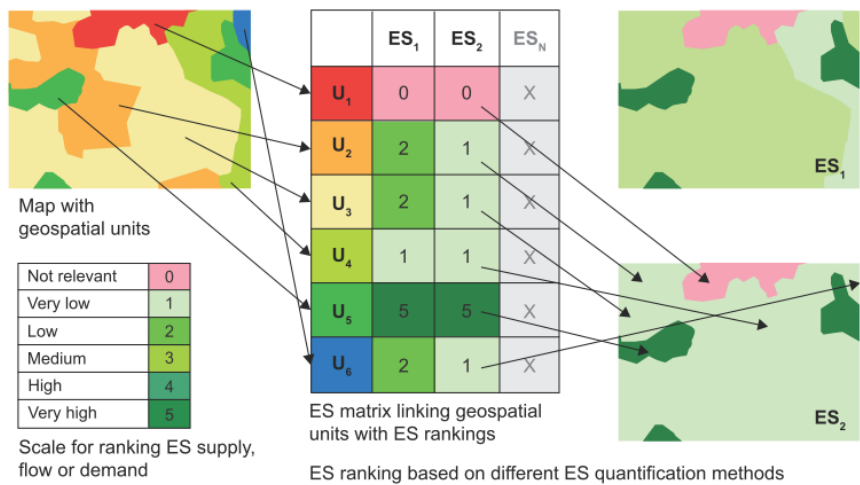 ES1 ES2 ESN
U1 0 0 X
U2 2 1 X
U3 2 1 X
U4 1 1 X
U5 5 5 X
U6 2 1 X
Map with
geospatial units
Not relevant 0
Very low 1
Low 2
Medium 3
High 4
Very high 5
Scale for ranking ES supply,
flow or demand
ES matrix linking geospatial
units with ES rankings
ES ranking based on different ES quantification methods
ES1
ES2